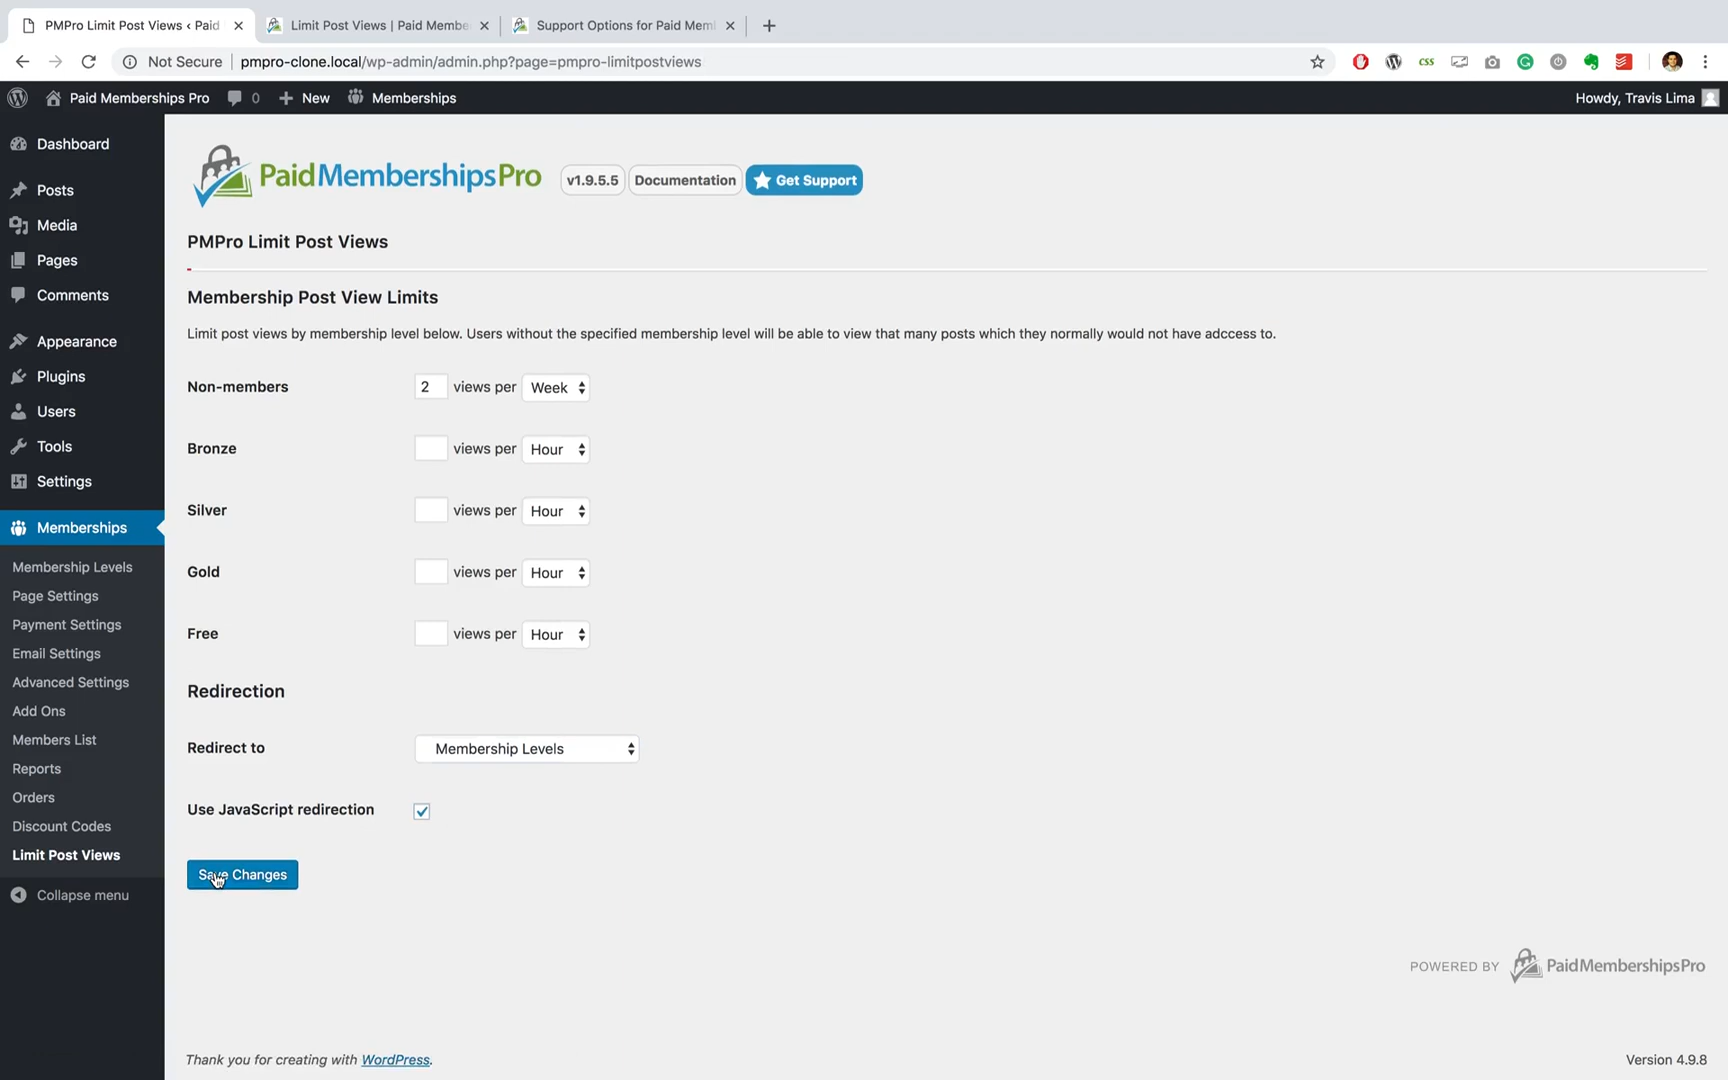 PMPro Limit Post Views ‹ Paid
Limit Post Views | Paid Membe
Support Options for Paid Mem
Not Secure
pmpro-clone.local/wp-admin/admin.php?page=pmpro-limitpostviews
css
Paid Memberships Pro
0
New
Memberships
Howdy, Travis Lima
Dashboard
Posts
Media
Pages
Comments
Appearance
Plugins
Users
Tools
Settings
Memberships
Membership Levels
Page Settings
Payment Settings
Email Settings
Advanced Settings
Add Ons
Members List
Reports
Orders
Discount Codes
Limit Post Views
Collapse menu
PaidMembershipsPro
v1.9.5.5
Documentation
Get Support
PMPro Limit Post Views
Membership Post View Limits
Limit post views by membership level below. Users without the specified membership level will be able to view that many posts which they normally would not have adccess to.
Non-members 2 views per Week
Bronze views per Hour
Silver views per Hour
Gold views per Hour
Free views per Hour
Redirection
Redirect to Membership Levels
Use JavaScript redirection
Save Changes
POWERED BY PaidMembershipsPro
Thank you for creating with WordPress.
Version 4.9.8